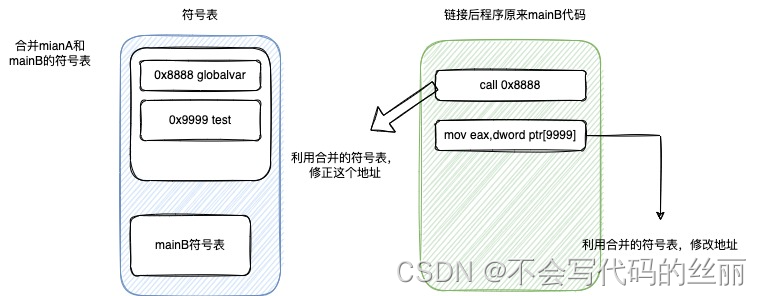 符号表
链接后程序原来mainB代码
合并mianA和
mainB的符号表
0x8888 globalvar
0x9999 test
mainB符号表
call 0x8888
mov eax,dword ptr[9999]
利用合并的符号表，
修正这个地址
利用合并的符号表，修改地址
CSDN @不会写代码的丝丽